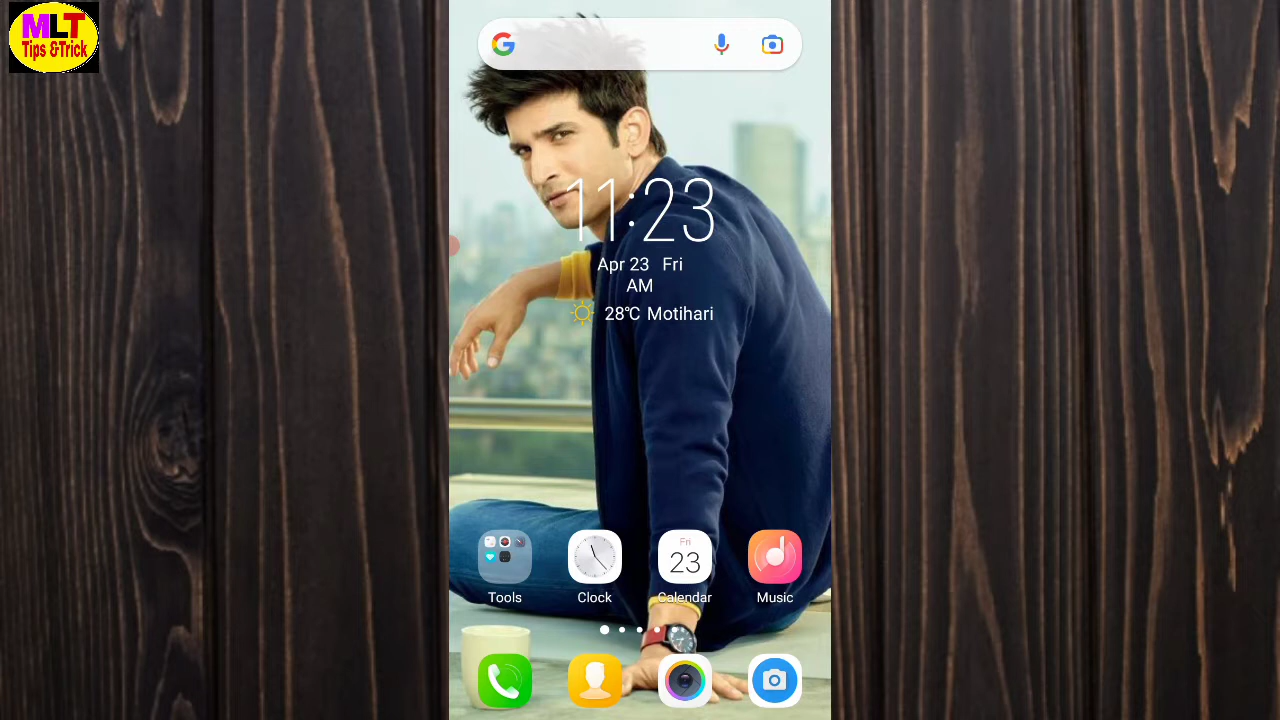 MLT
Tips &Trick
G
11:23
Apr 23 Fri
AM
28℃ Motihari
Fri
23
Tools
Clock
Calendar
Music